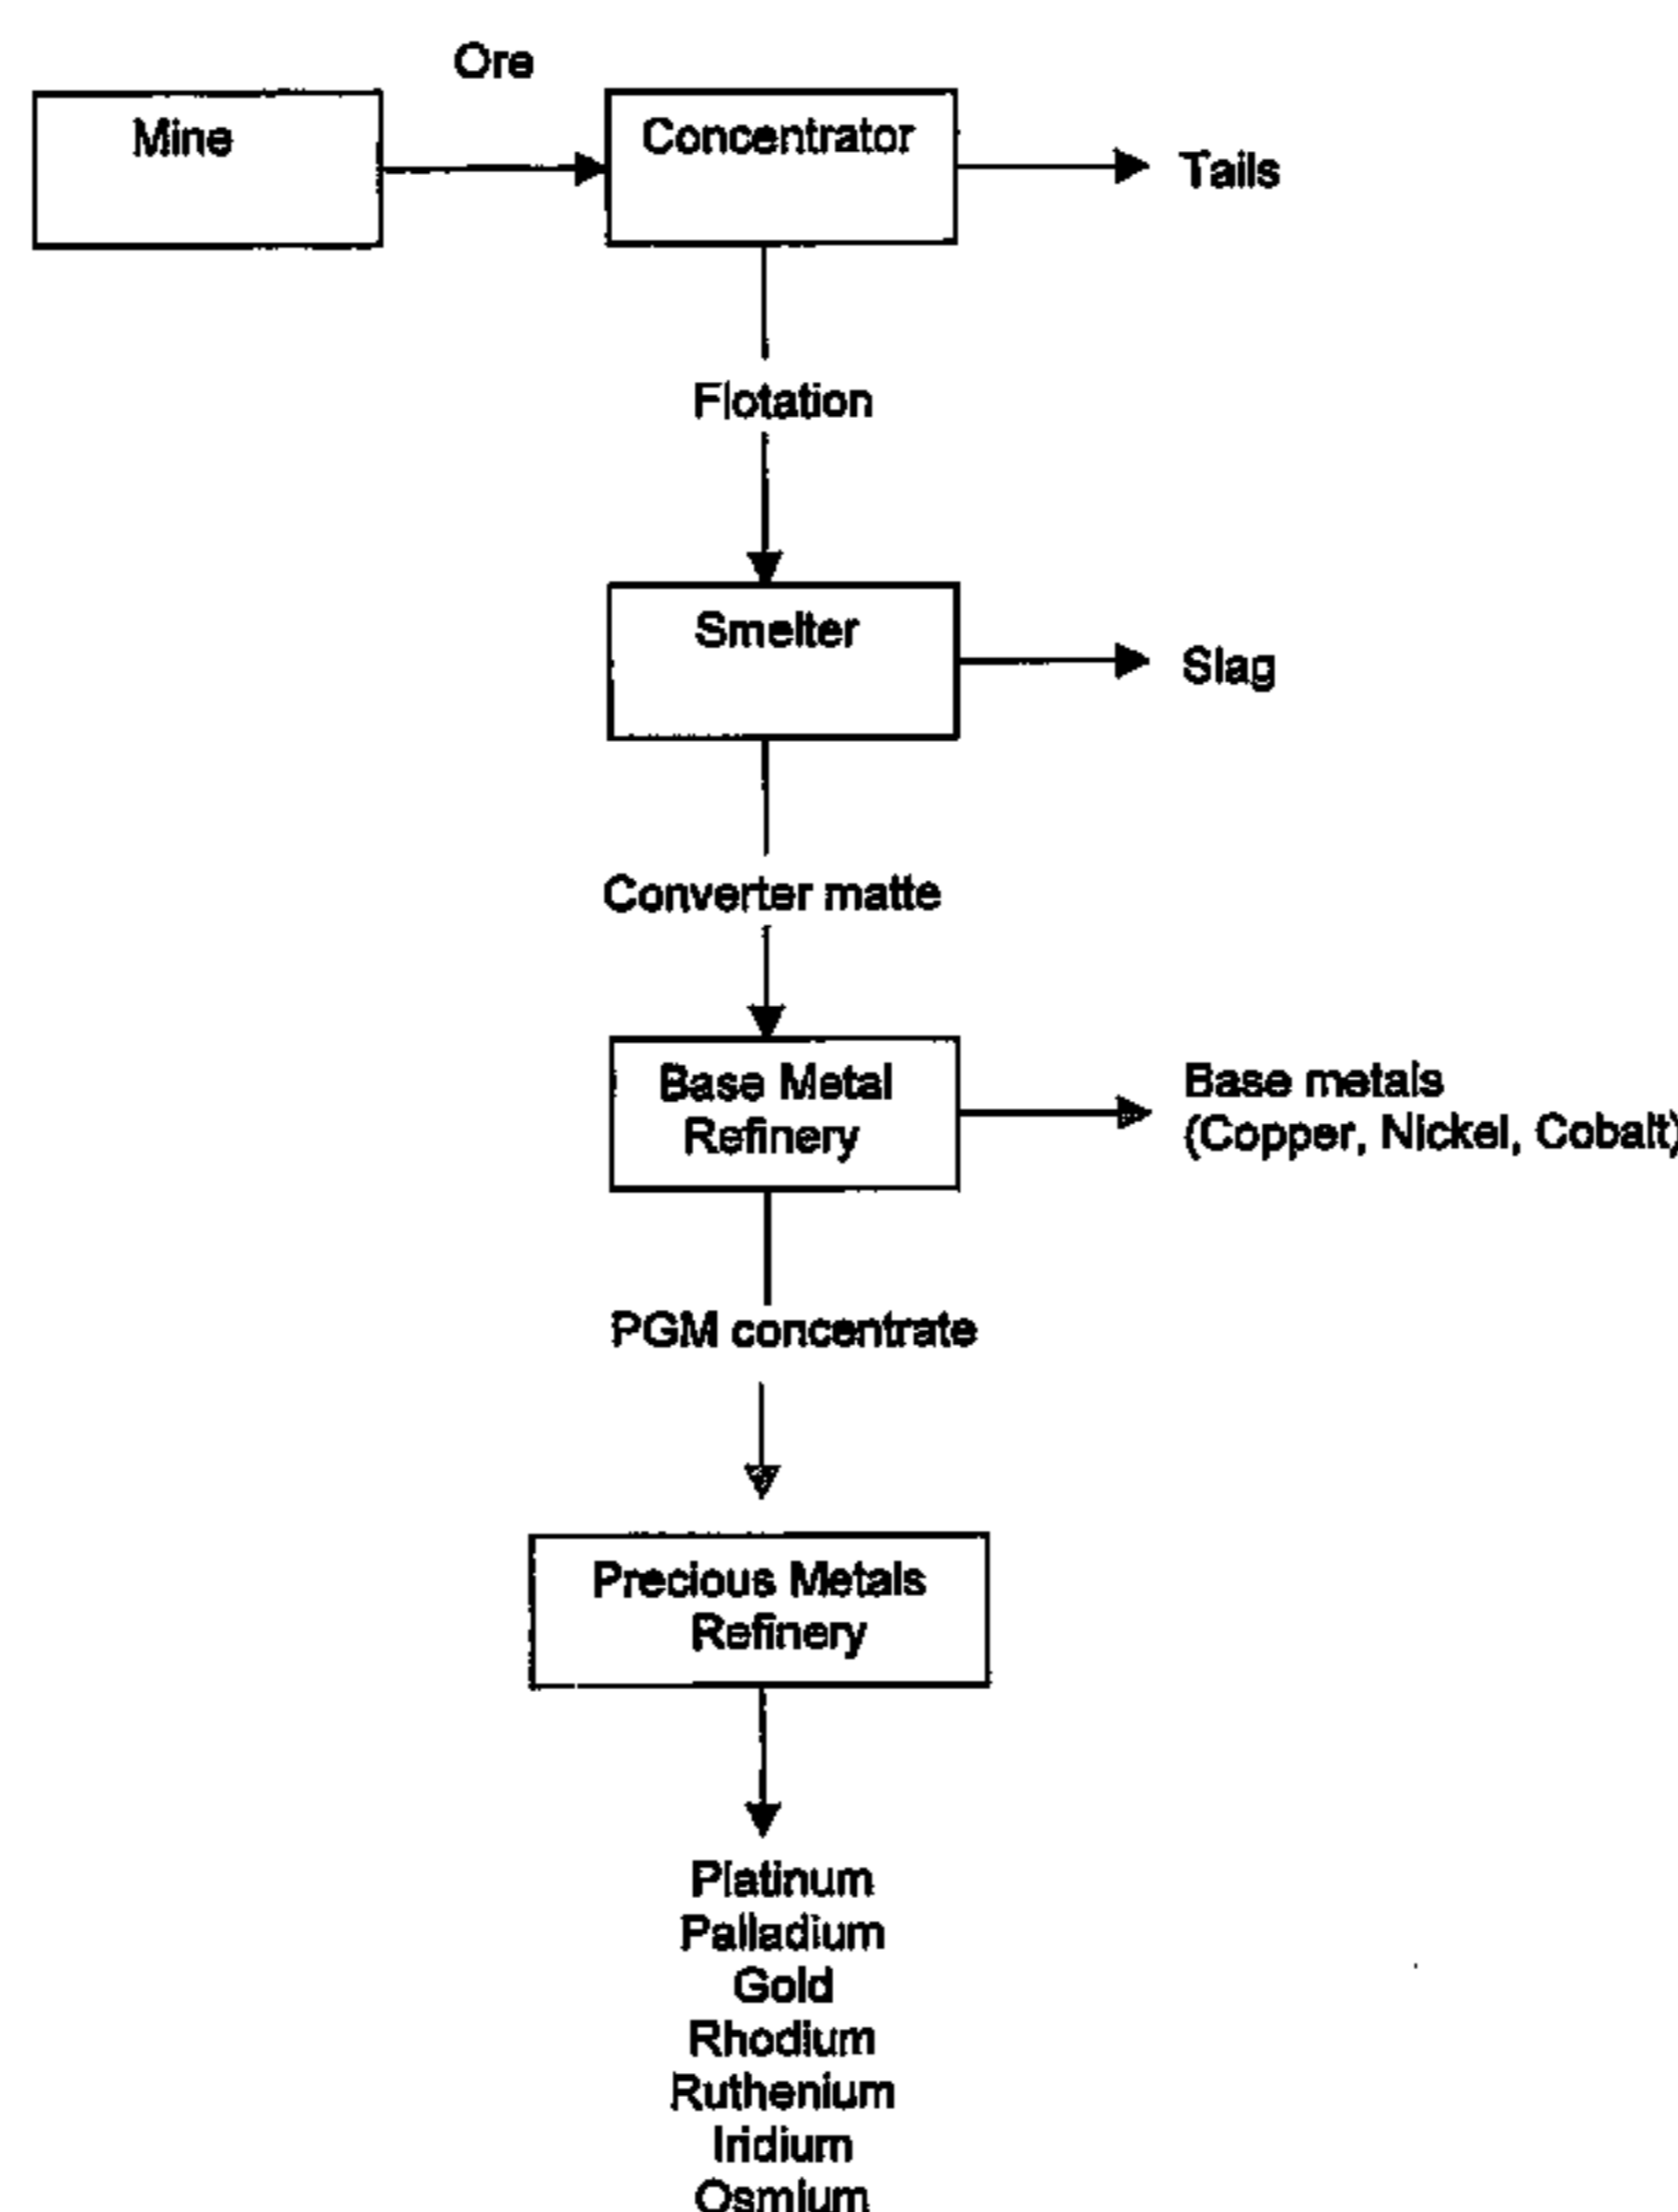 Ore
Mine
Concentrator
Tails
Flotation
Smelter
Slag
Converter matte
Base Metal
Refinery
Base metals
(Copper, Nickel, Cobalt)
PGM concentrate
Precious Metals
Refinery
Platinum
Palladium
Gold
Rhodium
Ruthenium
Iridium
Osmium